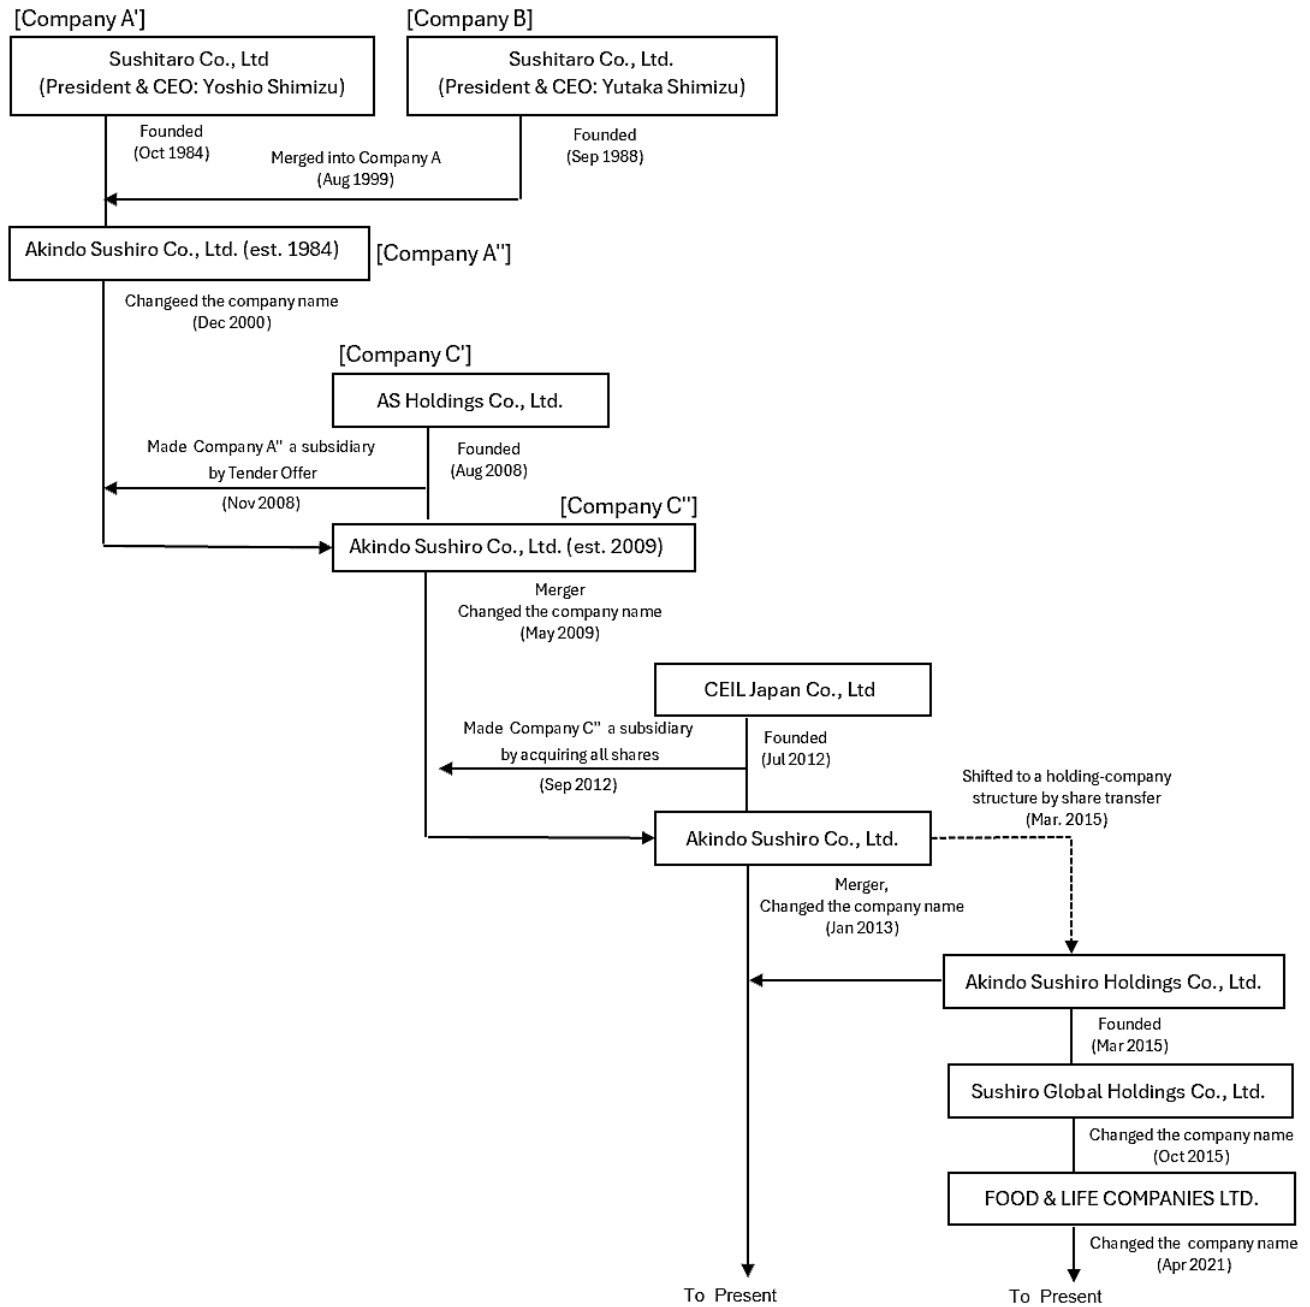 [Company A']
[Company B]
Sushitaro Co., Ltd
(President & CEO: Yoshio Shimizu)
Sushitaro Co., Ltd.
(President & CEO: Yutaka Shimizu)
Founded
(Oct 1984)
Founded
(Sep 1988)
Merged into Company A
(Aug 1999)
Akindo Sushiro Co., Ltd. (est. 1984)
[Company A"]
Changeed the company name
(Dec 2000)
[Company C']
AS Holdings Co., Ltd.
Made Company A" a subsidiary
by Tender Offer
(Nov 2008)
Founded
(Aug 2008)
[Company C"]
Akindo Sushiro Co., Ltd. (est. 2009)
Merger
Changed the company name
(May 2009)
CEIL Japan Co., Ltd
Made Company C" a subsidiary
by acquiring all shares
(Sep 2012)
Founded
(Jul 2012)
Shifted to a holding-company
structure by share transfer
(Mar. 2015)
Akindo Sushiro Co., Ltd.
Merger,
Changed the company name
(Jan 2013)
Akindo Sushiro Holdings Co., Ltd.
Founded
(Mar 2015)
Sushiro Global Holdings Co., Ltd.
Changed the company name
(Oct 2015)
FOOD & LIFE COMPANIES LTD.
Changed the company name
(Apr 2021)
To Present
To Present